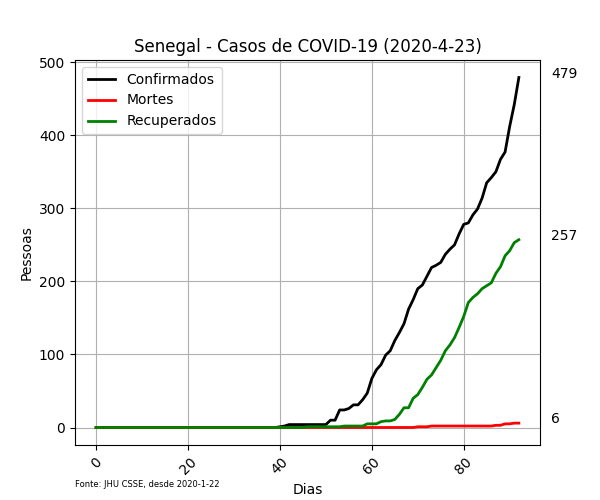 Senegal - Casos de COVID-19 (2020-4-23)
500
400
300
200
100
0
Pessoas
Confirmados
Mortes
Recuperados
479
257
6
0
20
40
60
80
Dias
Fonte: JHU CSSE, desde 2020-1-22